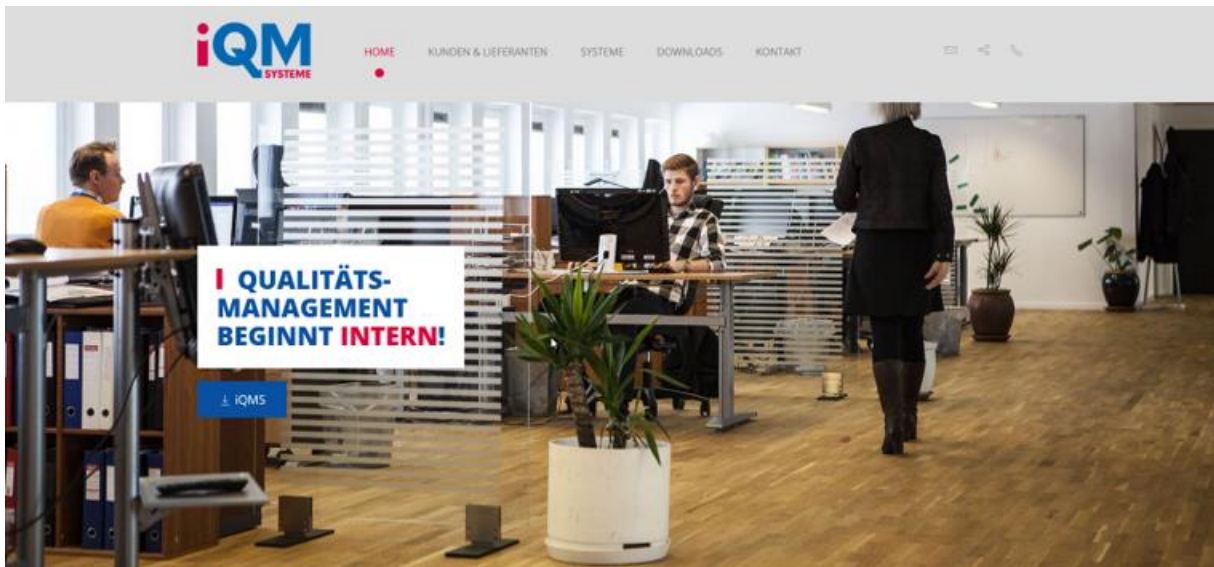 iQM
SYSTEME
HOME KUNDEN & LIEFERANTEN SYSTEME DOWNLOADS KONTAKT
QUALITÄTS-
MANAGEMENT
BEGINNT INTERN!
iQMS